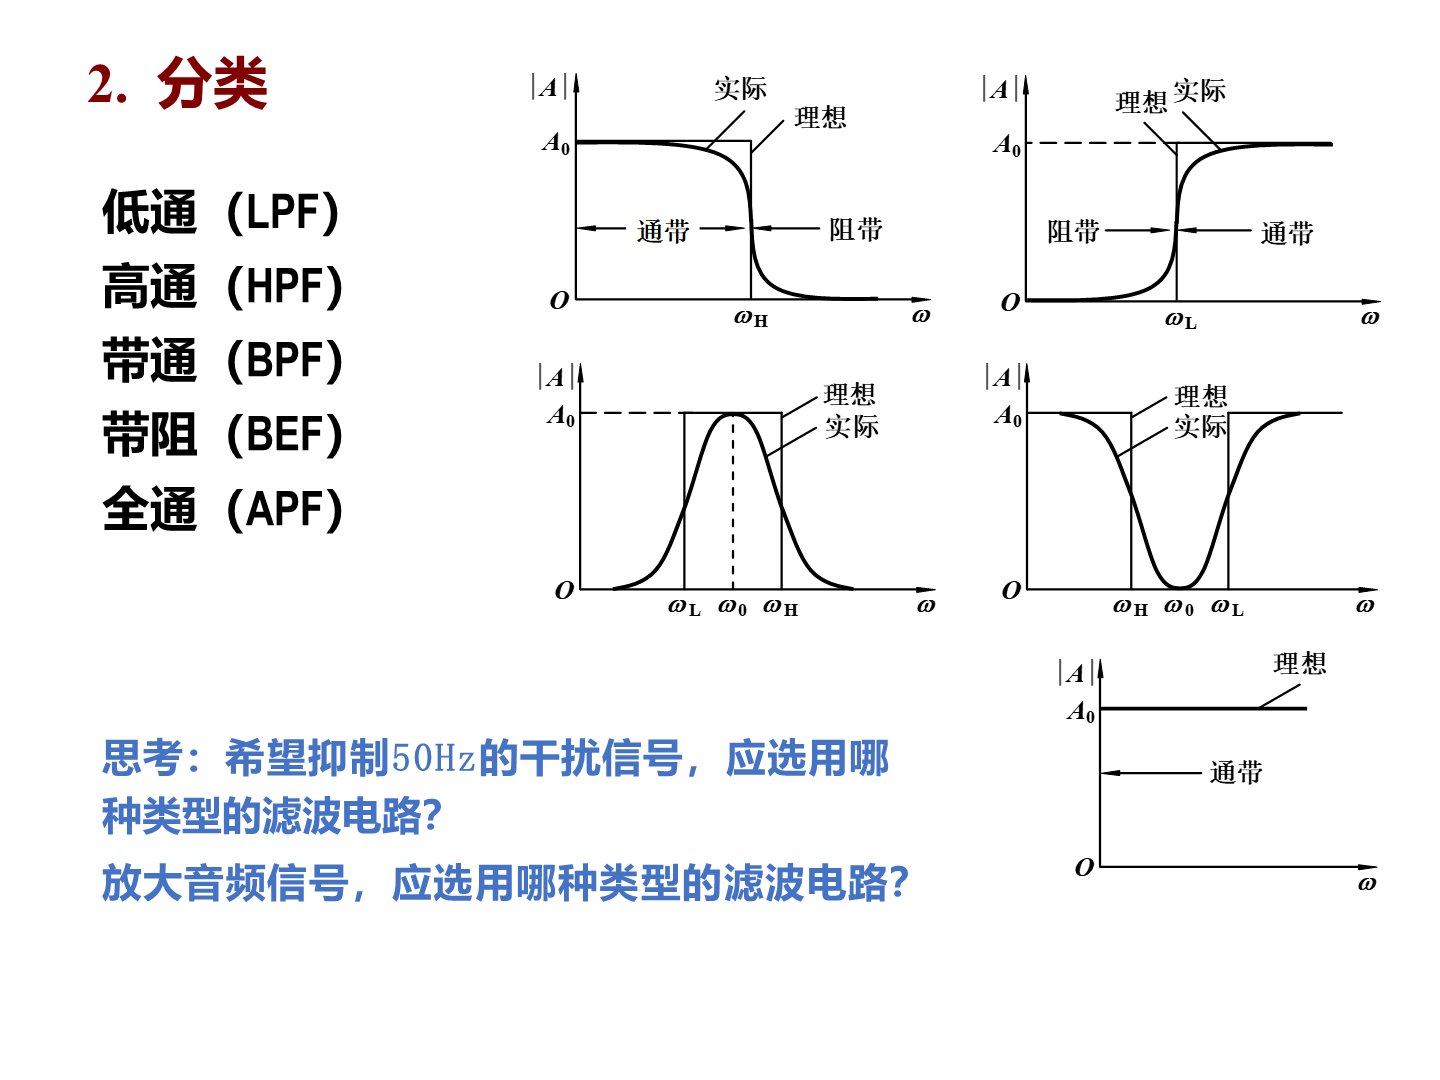 2. 分类
低通（LPF）
高通（HPF）
带通（BPF）
带阻（BEF）
全通（APF）
|A|
实际
理想
A0
通带
阻带
O
ωH
ω
|A|
理想
实际
A0
阻带
通带
O
ωL
ω
|A|
理想
A0
实际
O
ωL
ω0
ωH
ω
|A|
理想
A0
实际
O
ωH
ω0
ωL
ω
|A|
理想
A0
通带
O
ω
思考：希望抑制50Hz的干扰信号，应选用哪
种类型的滤波电路？
放大音频信号，应选用哪种类型的滤波电路？